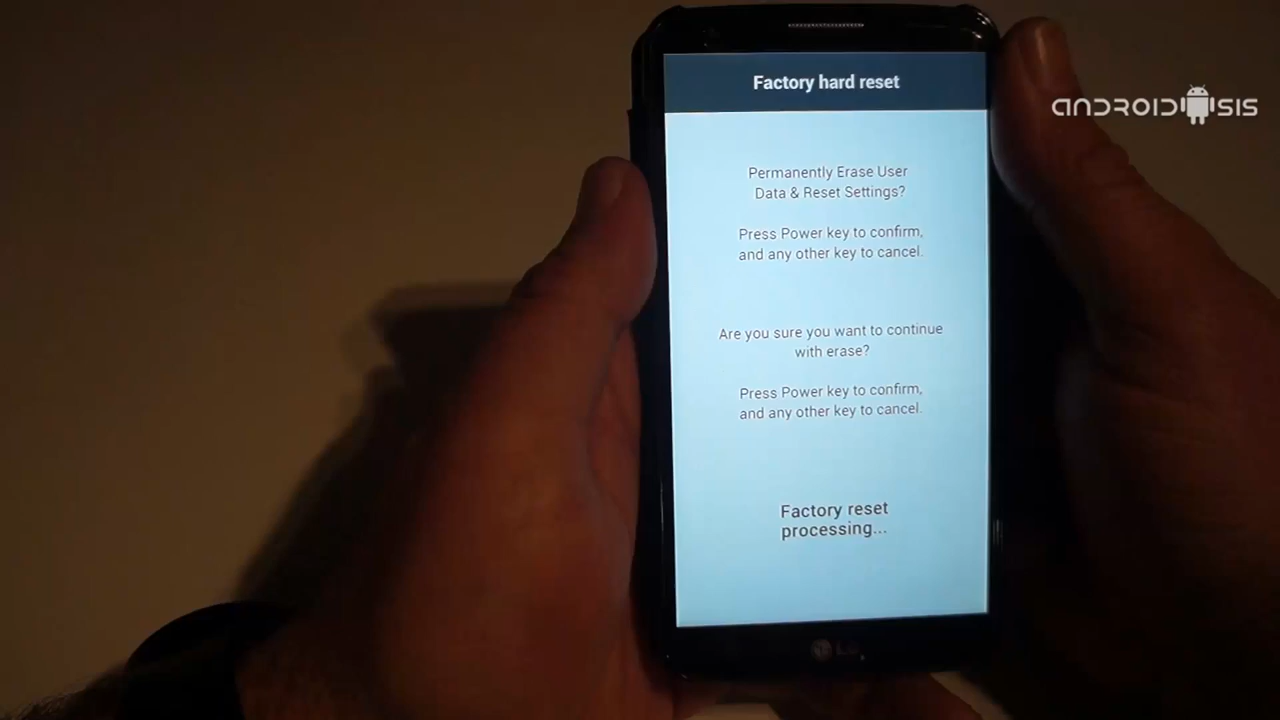 Factory hard reset
ANDROIDSIS
Permanently Erase User
Data & Reset Settings?
Press Power key to confirm,
and any other key to cancel.
Are you sure you want to continue
with erase?
Press Power key to confirm,
and any other key to cancel.
Factory reset
processing...
LG